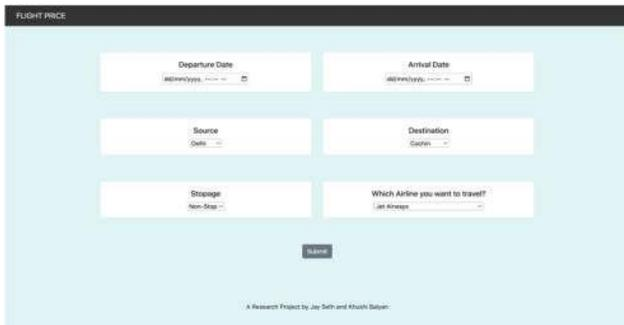 FLIGHT PRICE
Departure Date
dd/mm/yyyy, --:-- --
Arrival Date
dd/mm/yyyy, --:-- --
Source
Delhi
Destination
Cochin
Stopage
Non-Stop
Which Airline you want to travel?
Jet Airways
Submit
A Research Project by Jay Seth and Khushi Salyan